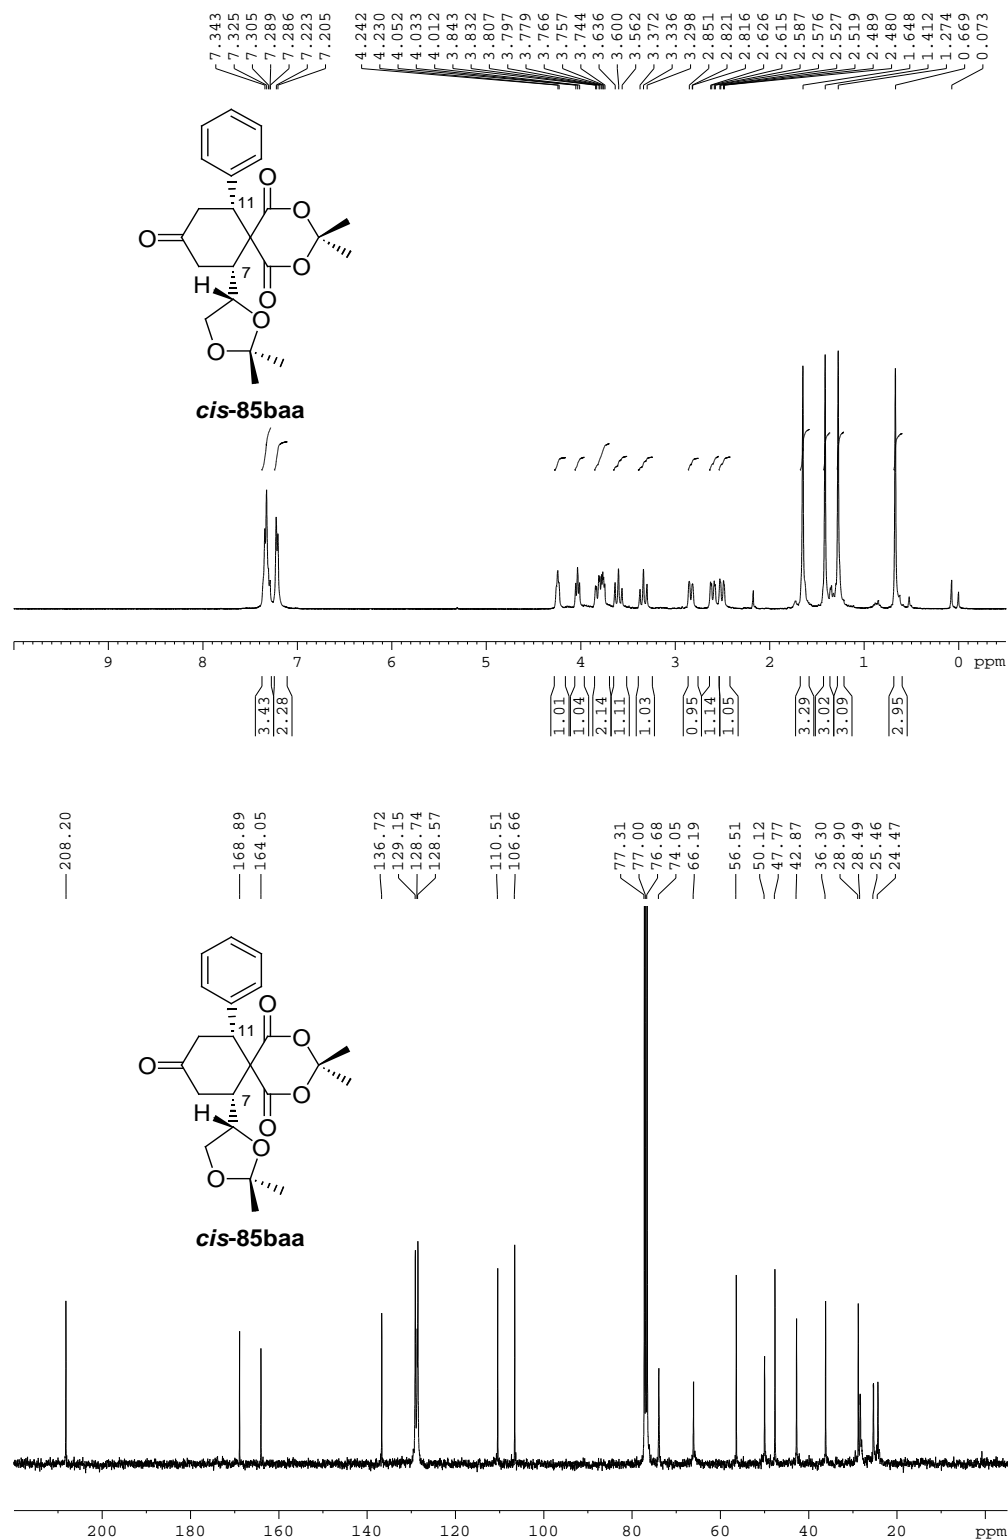 7.343 7.325 7.305 7.289 7.286 7.223 7.205 4.242 4.230 4.052 4.033 4.012 3.843 3.832 3.807 3.797 3.779 3.766 3.757 3.744 3.636 3.600 3.562 3.372 3.336 3.298 2.851 2.821 2.816 2.626 2.615 2.587 2.576 2.527 2.519 2.489 2.480 1.648 1.412 1.274 0.669 0.073
O
11
O
O
O
7
O
H
O
O
cis-85baa
9 8 7 6 5 4 3 2 1 0 ppm
3.43 2.28 1.01 1.04 2.14 1.11 1.03 0.95 1.14 1.05 3.29 3.02 3.09 2.95
208.20 168.89 164.05 136.72 129.15 128.74 128.57 110.51 106.66 77.31 77.00 76.68 74.05 66.19 56.51 50.12 47.77 42.87 36.30 28.90 28.49 25.46 24.47
O
11
O
O
O
7
O
H
O
O
cis-85baa
200 180 160 140 120 100 80 60 40 20 ppm